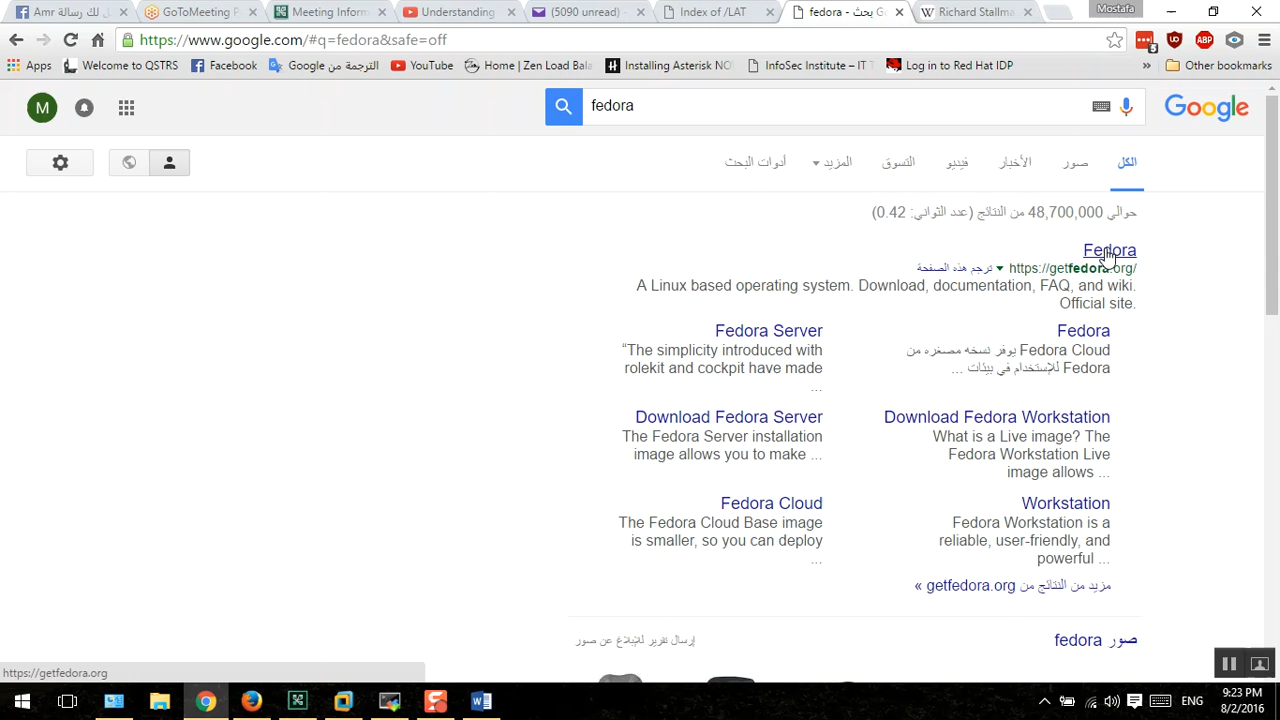 Amr قبل رسالة
GoToMeeting P
Meeting Inform
Understanding
(5090 unread) -
Index of /LAT
fedora - بحث G
Richard Stallma
Mostafa
https://www.google.com/#q=fedora&safe=off
5
ABP
Apps
Welcome to QSTRS
Facebook
الترجمة من Google
YouTube
Home | Zen Load Bala
Installing Asterisk NO
InfoSec Institute – IT T
Log in to Red Hat IDP
»
Other bookmarks
M
fedora
Google
الكل
صور
الأخبار
فيديو
التسوق
المزيد
أدوات البحث
حوالي 48,700,000 من النتائج (عدد الثواني: 0.42)
Fedora
https://getfedora.org/ ترجم هذه الصفحة
A Linux based operating system. Download, documentation, FAQ, and wiki.
Official site.
Fedora
Fedora Cloud يوفر نسخه مصغره من
Fedora للإستخدام في بيئات ...
Fedora Server
“The simplicity introduced with
rolekit and cockpit have made
...
Download Fedora Workstation
What is a Live image? The
Fedora Workstation Live
image allows ...
Download Fedora Server
The Fedora Server installation
image allows you to make ...
Workstation
Fedora Workstation is a
reliable, user-friendly, and
powerful ...
Fedora Cloud
The Fedora Cloud Base image
is smaller, so you can deploy
...
مزيد من النتائج من getfedora.org »
صور fedora
إرسال تقرير للإبلاغ عن صور
https://getfedora.org
ENG
9:23 PM
8/2/2016